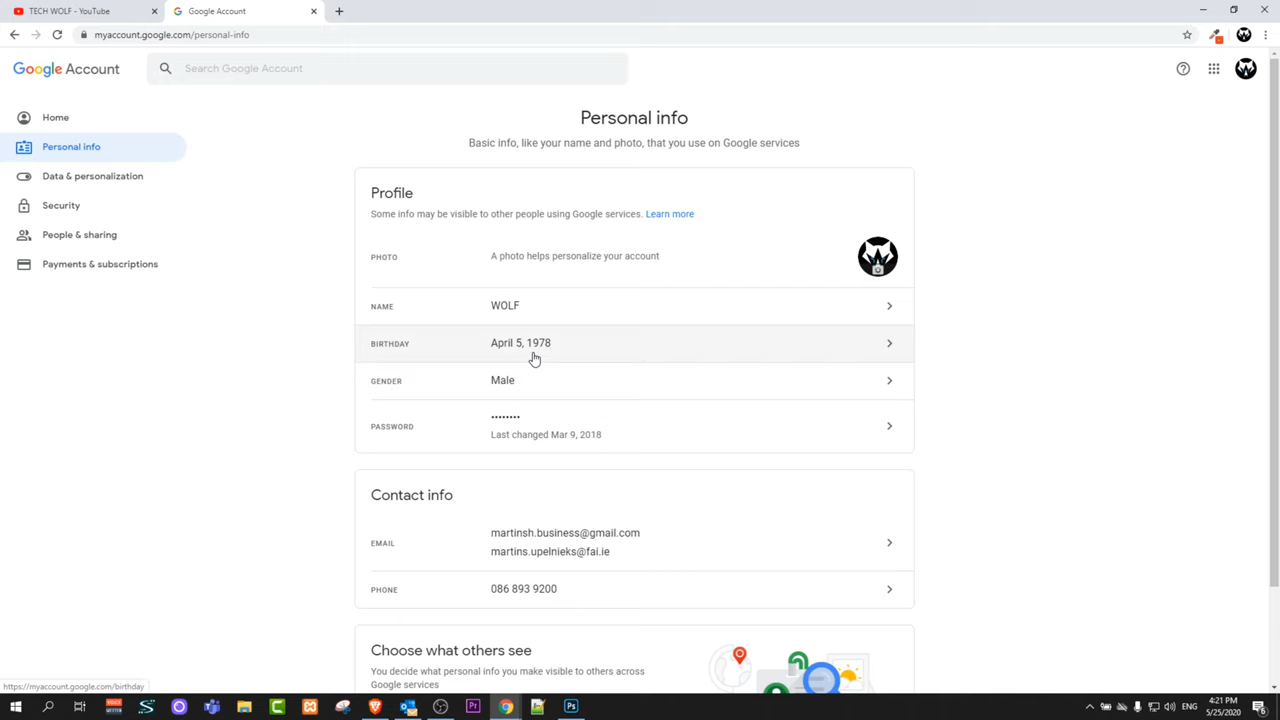 TECH WOLF - YouTube
Google Account
myaccount.google.com/personal-info
Google Account
Search Google Account
Home
Personal info
Data & personalization
Security
People & sharing
Payments & subscriptions
Personal info
Basic info, like your name and photo, that you use on Google services
Profile
Some info may be visible to other people using Google services. Learn more
PHOTO A photo helps personalize your account
NAME WOLF
BIRTHDAY April 5, 1978
GENDER Male
PASSWORD ••••••••
Last changed Mar 9, 2018
Contact info
EMAIL martinsh.business@gmail.com
martins.upelnieks@fai.ie
PHONE 086 893 9200
Choose what others see
You decide what personal info you make visible to others across
Google services
https://myaccount.google.com/birthday
Pr
Ps
ENG
4:21 PM
5/25/2020